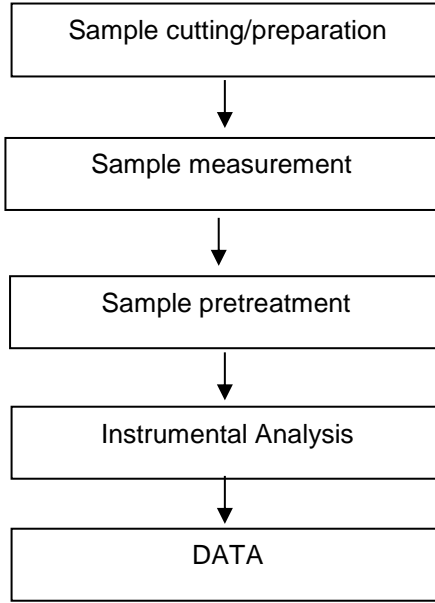 Sample cutting/preparation
Sample measurement
Sample pretreatment
Instrumental Analysis
DATA